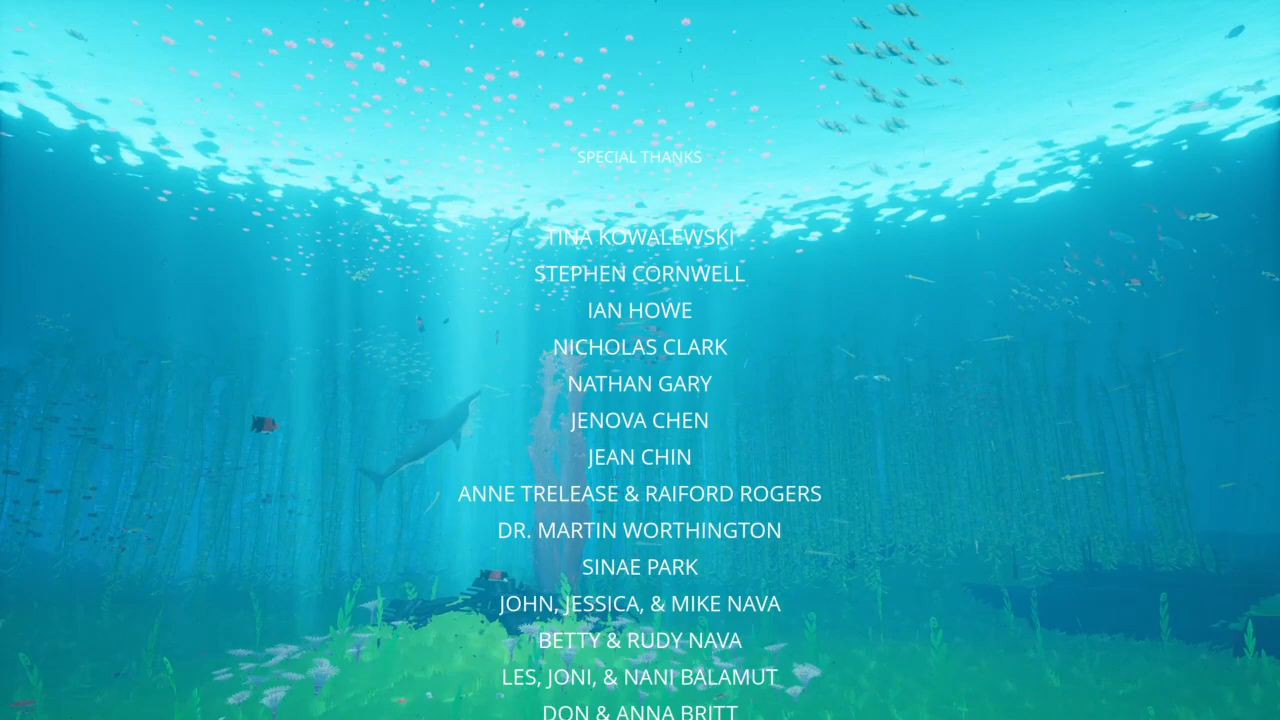 SPECIAL THANKS
TINA KOWALEWSKI
STEPHEN CORNWELL
IAN HOWE
NICHOLAS CLARK
NATHAN GARY
JENOVA CHEN
JEAN CHIN
ANNE TRELEASE & RAIFORD ROGERS
DR. MARTIN WORTHINGTON
SINAE PARK
JOHN, JESSICA, & MIKE NAVA
BETTY & RUDY NAVA
LES, JONI, & NANI BALAMUT
DON & ANNA BRITT